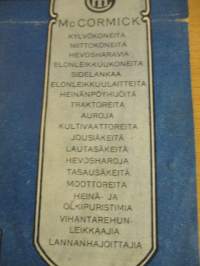 McCORMICK
KYLVÖKONEITA
NIITTOKONEITA
HEVOSHARAVIA
ELONLEIKKUUKONEITA
SIDELANKAA
ELONLEIKKUULAITTEITA
HEINÄNPÖYHIJÖITÄ
TRAKTOREITA
AUROJA
KULTIVAATTOREITA
JOUSIÄKEITÄ
LAUTASÄKEITÄ
HEVOSHAROJA
TASAUSÄKEITÄ
MOOTTOREITA
HEINÄ- JA
OLKIPURISTIMIA
VIHANTAREHUN-
LEIKKAAJIA
LANNANHAJOITTAJIA